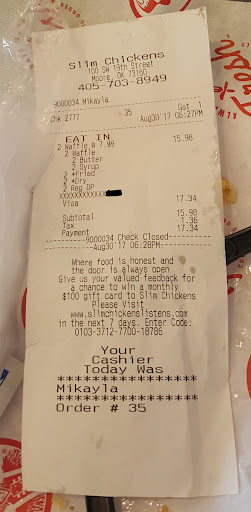 Slim Chickens
100 SW 19th Street
Moore, OK 73160
405-703-8949
9000034 Mikayla
Chk 2777 35 Gst 1
Aug30'17 06:27PM
EAT IN
2 Waffle @ 7.99 15.98
2 Waffle
2 Butter
2 Syrup
2 *Fried
2 *Dry
2 Reg DP
XXXXXXXXXXXX
Visa 17.34
Subtotal 15.98
Tax 1.36
Payment 17.34
------9000034 Check Closed------
------Aug30'17 06:28PM------
Where food is honest and
the door is always open
Give us your valued feedback for
a chance to win a monthly
$100 gift card to Slim Chickens
Please Visit
www.slimchickenslistens.com
in the next 7 days. Enter Code:
0103-3712-7700-18786
Your
Cashier
Today Was
*****************
Mikayla
*****************
Order # 35